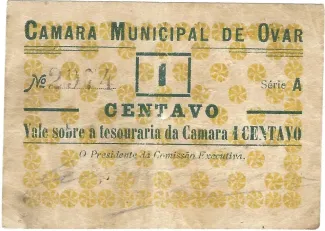 CAMARA MUNICIPAL DE OVAR
No 2974
1
Série A
CENTAVO
Vale sobre a tesouraria da Camara 1 CENTAVO
O Presidente da Comissão Executiva.